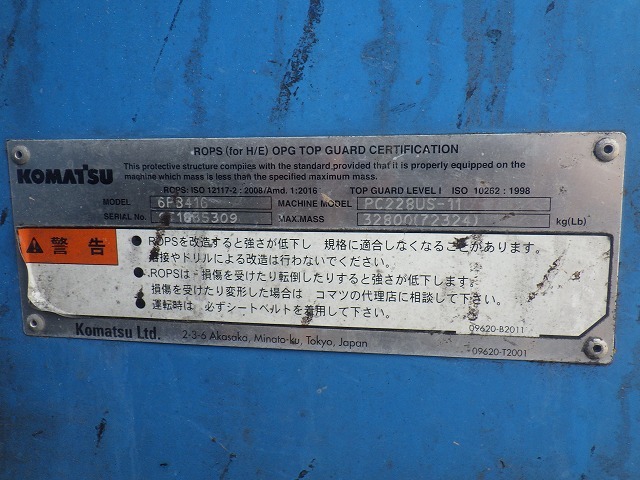 ROPS (for H/E) OPG TOP GUARD CERTIFICATION
KOMATSU
This protective structure complies with the standard provided that it is properly equipped on the
machine which mass is less than the specified maximum mass.
ROPS: ISO 12117-2 : 2008/Amd. 1:2016 TOP GUARD LEVEL I ISO 10262 : 1998
MODEL 6F8416 MACHINE MODEL PC228US-11
SERIAL No. MAX.MASS 32800(72324) kg(Lb)
警告
● ROPSを改造すると強さが低下し 規格に適合しなくなることがあります。
溶接やドリルによる改造は行わないでください。
● ROPSは 損傷を受けたり転倒したりすると強さが低下します。
損傷を受けたり変形した場合は コマツの代理店に相談して下さい。
● 運転時は 必ずシートベルトを着用して下さい。
09620-B2011
Komatsu Ltd. 2-3-6 Akasaka, Minato-ku, Tokyo, Japan
09620-T2001